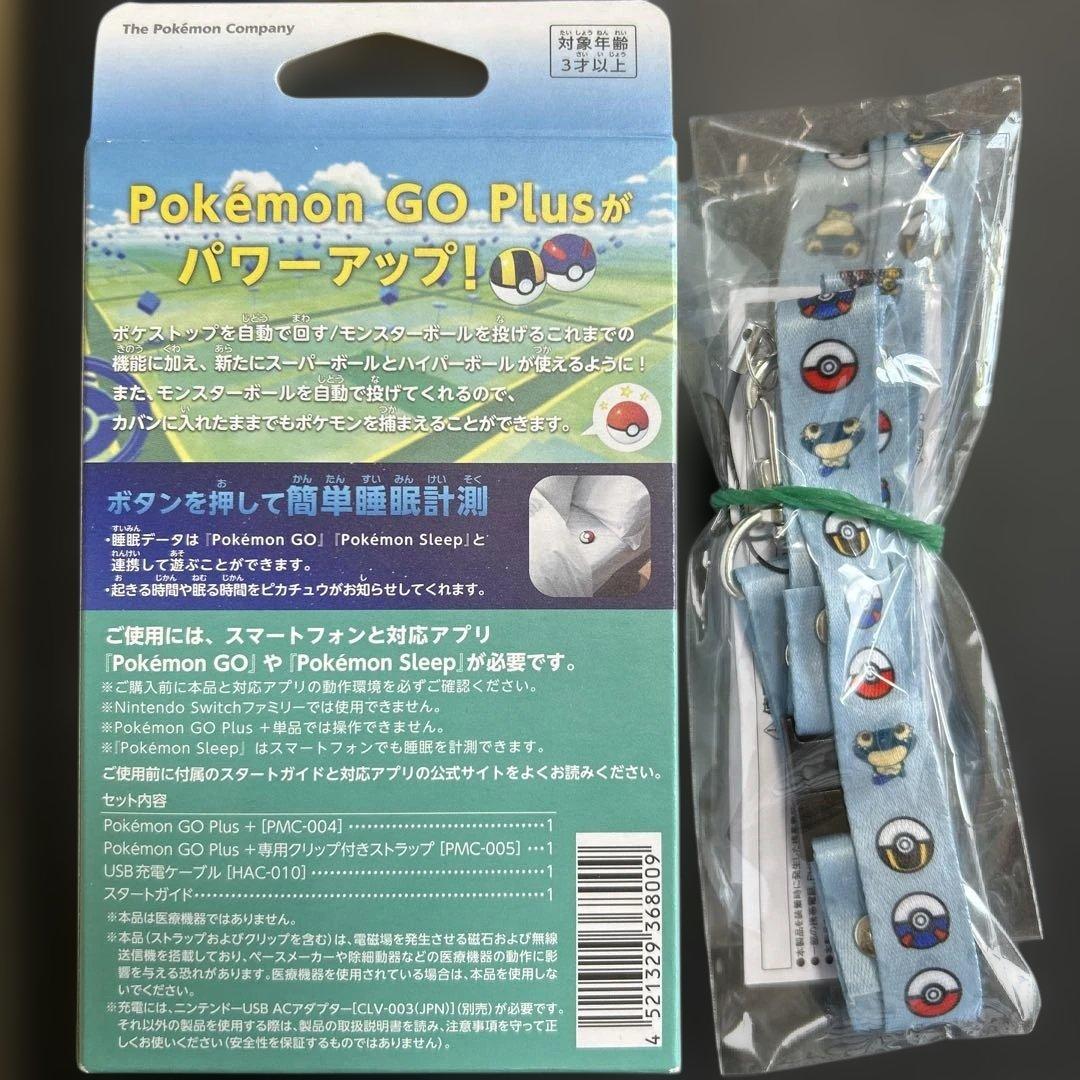 The Pokémon Company
対象年齢
3才以上
Pokémon GO Plusが
パワーアップ!
ポケストップを自動で回す/モンスターボールを投げるこれまでの
機能に加え、新たにスーパーボールとハイパーボールが使えるように!
また、モンスターボールを自動で投げてくれるので、
カバンに入れたままでもポケモンを捕まえることができます。
ボタンを押して簡単睡眠計測
・睡眠データは『Pokémon GO』『Pokémon Sleep』と
連携して遊ぶことができます。
・起きる時間や眠る時間をピカチュウがお知らせしてくれます。
ご使用には、スマートフォンと対応アプリ
『Pokémon GO』や『Pokémon Sleep』が必要です。
※ご購入前に本品と対応アプリの動作環境を必ずご確認ください。
※Nintendo Switchファミリーでは使用できません。
※Pokémon GO Plus +単品では操作できません。
※『Pokémon Sleep』はスマートフォンでも睡眠を計測できます。
ご使用前に付属のスタートガイドと対応アプリの公式サイトをよくお読みください。
セット内容
Pokémon GO Plus + [PMC-004] …………………………1
Pokémon GO Plus +専用クリップ付きストラップ [PMC-005] …1
USB充電ケーブル [HAC-010] ………………………………1
スタートガイド……………………………………………1
※本品は医療機器ではありません。
※本品(ストラップおよびクリップを含む)は、電磁場を発生させる磁石および無線
送信機を搭載しており、ペースメーカーや除細動器などの医療機器の動作に影
響を与える恐れがあります。医療機器を使用されている場合は、本品を使用しな
いでください。
※充電には、ニンテンドーUSB ACアダプター[CLV-003(JPN)](別売)が必要です。
それ以外の製品を使用する際は、製品の取扱説明書を読み、注意事項を守って正
しくお使いください(安全性を保証するものではありません)。
4 521329 368009